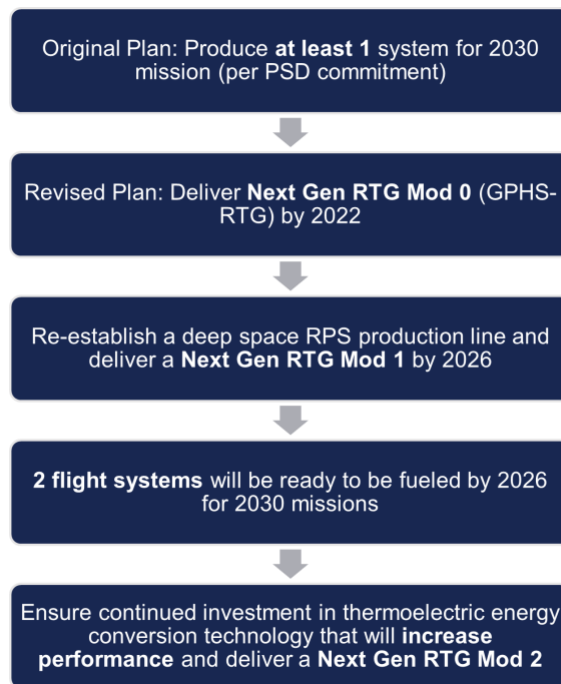 Original Plan: Produce at least 1 system for 2030
mission (per PSD commitment)
Revised Plan: Deliver Next Gen RTG Mod 0 (GPHS-
RTG) by 2022
Re-establish a deep space RPS production line and
deliver a Next Gen RTG Mod 1 by 2026
2 flight systems will be ready to be fueled by 2026
for 2030 missions
Ensure continued investment in thermoelectric energy
conversion technology that will increase
performance and deliver a Next Gen RTG Mod 2